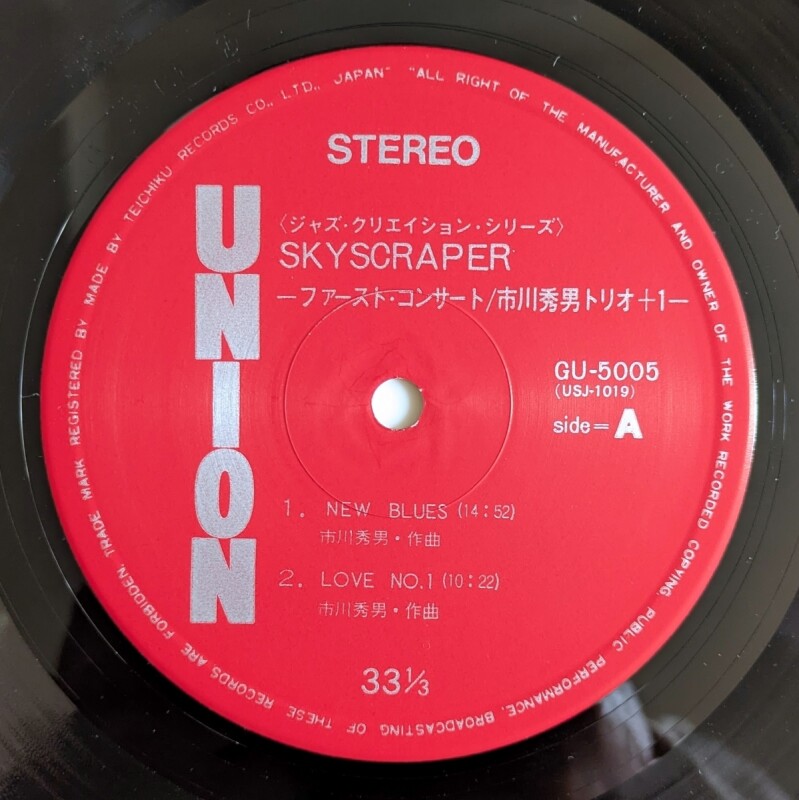 STEREO
UNION
〈ジャズ・クリエイション・シリーズ〉
SKYSCRAPER
―ファースト・コンサート/市川秀男トリオ+1―
GU-5005
(USJ-1019)
side=A
1. NEW BLUES (14:52)
市川秀男・作曲
2. LOVE NO.1 (10:22)
市川秀男・作曲
33⅓
TRADE MARK REGISTERED BY MADE BY TEICHIKU RECORDS CO., LTD., JAPAN" "ALL RIGHT OF THE MANUFACTURER AND OWNER OF THE WORK RECORDED COPYING, PUBLIC PERFORMANCE, BROADCASTING OF THESE RECORDS ARE FORBIDDEN,